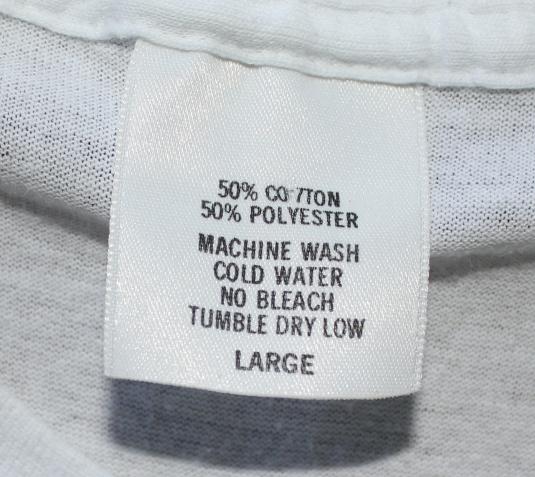 50% COTTON
50% POLYESTER
MACHINE WASH
COLD WATER
NO BLEACH
TUMBLE DRY LOW
LARGE